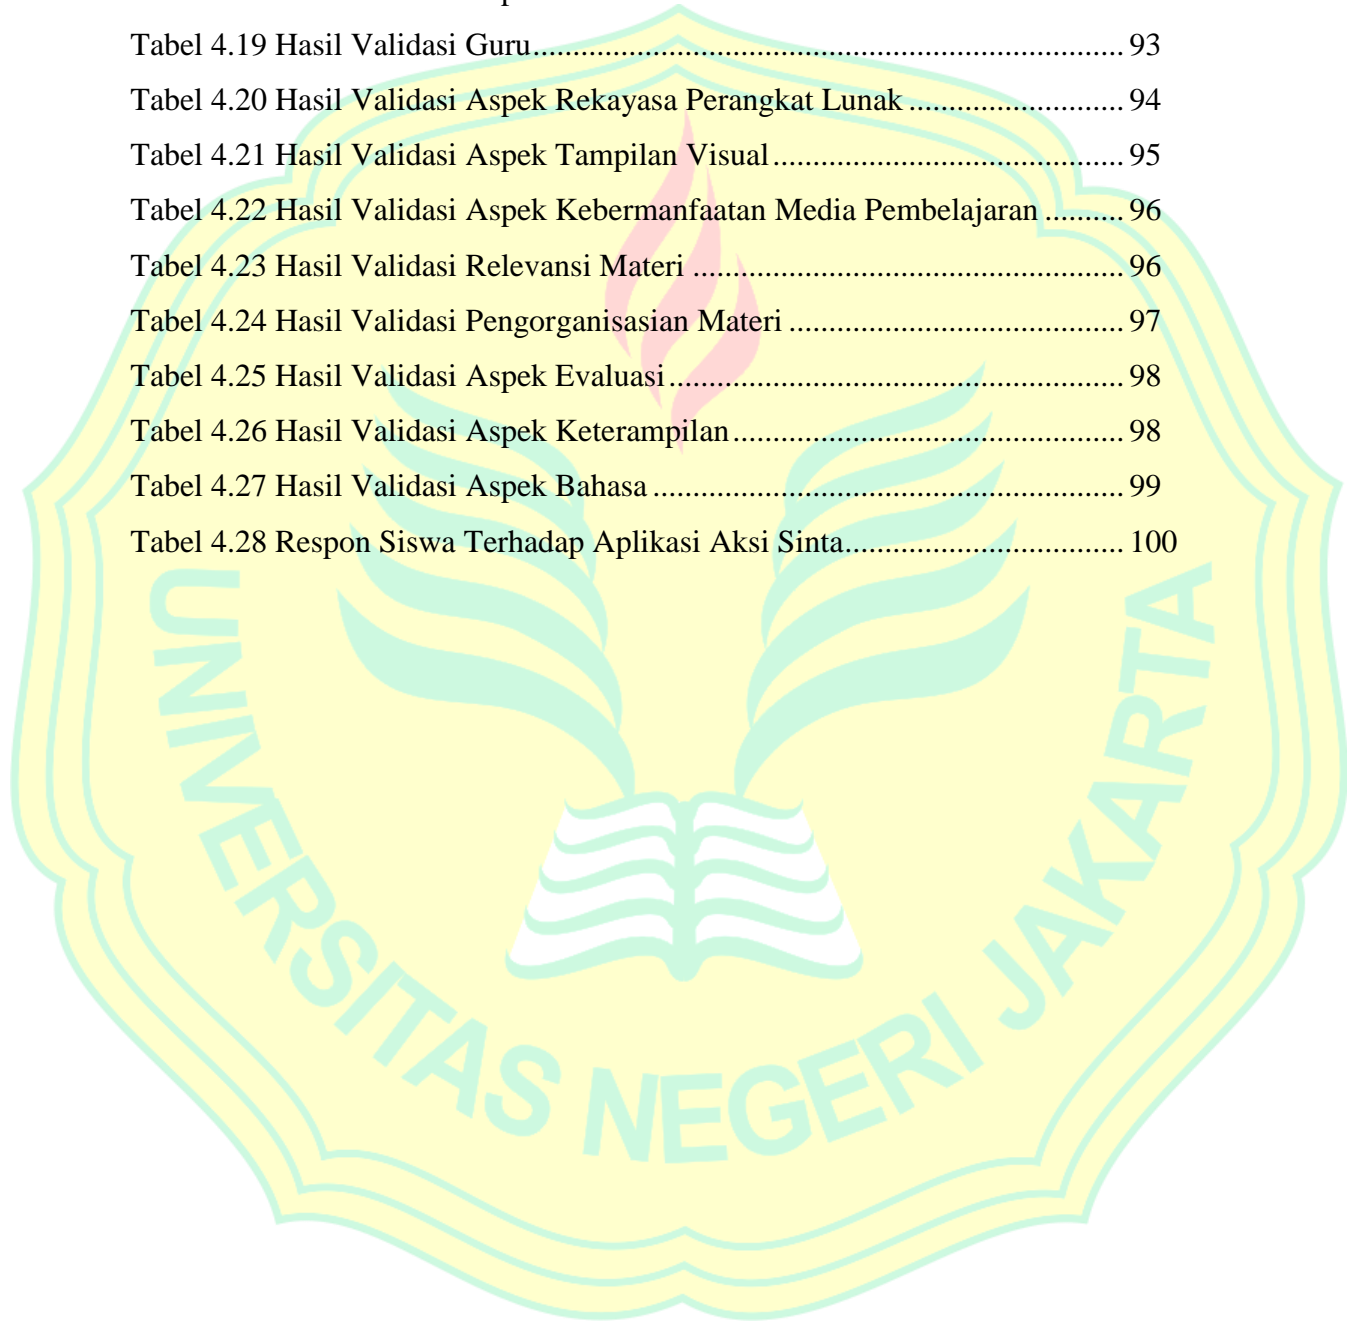 Tabel 4.19 Hasil Validasi Guru.......................................................................... 93
Tabel 4.20 Hasil Validasi Aspek Rekayasa Perangkat Lunak ........................... 94
Tabel 4.21 Hasil Validasi Aspek Tampilan Visual............................................ 95
Tabel 4.22 Hasil Validasi Aspek Kebermanfaatan Media Pembelajaran .......... 96
Tabel 4.23 Hasil Validasi Relevansi Materi ...................................................... 96
Tabel 4.24 Hasil Validasi Pengorganisasian Materi .......................................... 97
Tabel 4.25 Hasil Validasi Aspek Evaluasi......................................................... 98
Tabel 4.26 Hasil Validasi Aspek Keterampilan................................................. 98
Tabel 4.27 Hasil Validasi Aspek Bahasa ........................................................... 99
Tabel 4.28 Respon Siswa Terhadap Aplikasi Aksi Sinta................................... 100
UNIVERSITAS NEGERI JAKARTA